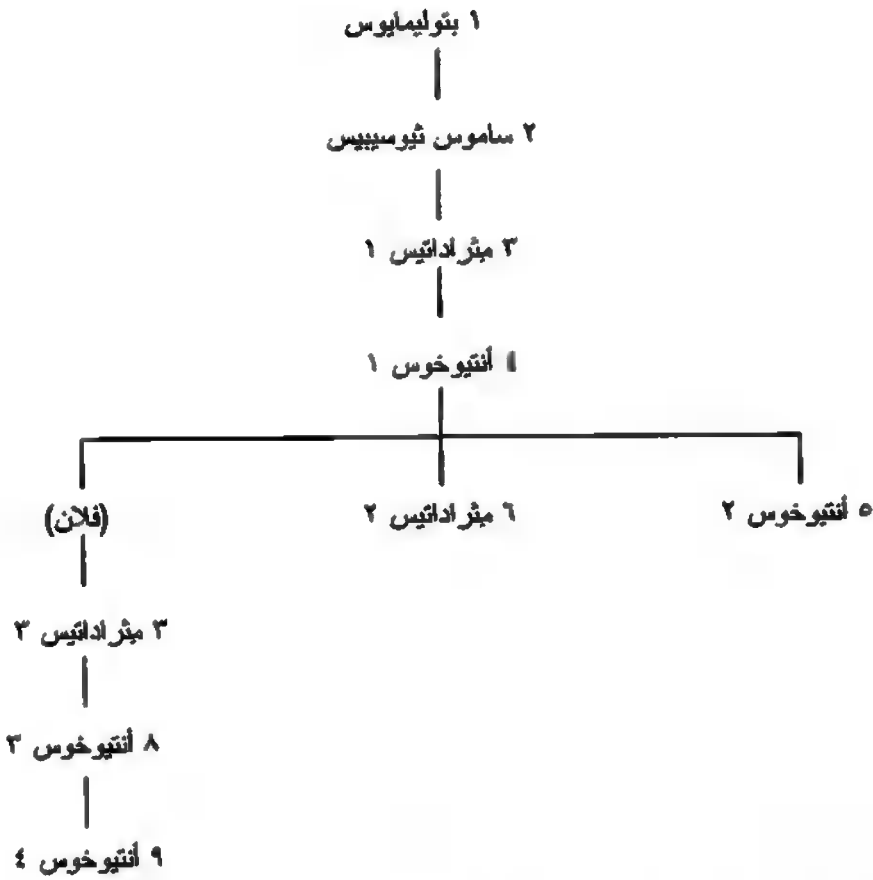 ١ بتوليمايوس
٢ ساموس ثيوسيبيس
٣ مثراداتيس ١
٤ أنتيوخوس ١
٥ أنتيوخوس ٢
٦ مثراداتيس ٢
(فلان)
٣ مثراداتيس ٣
٨ أنتيوخوس ٣
٩ أنتيوخوس ٤